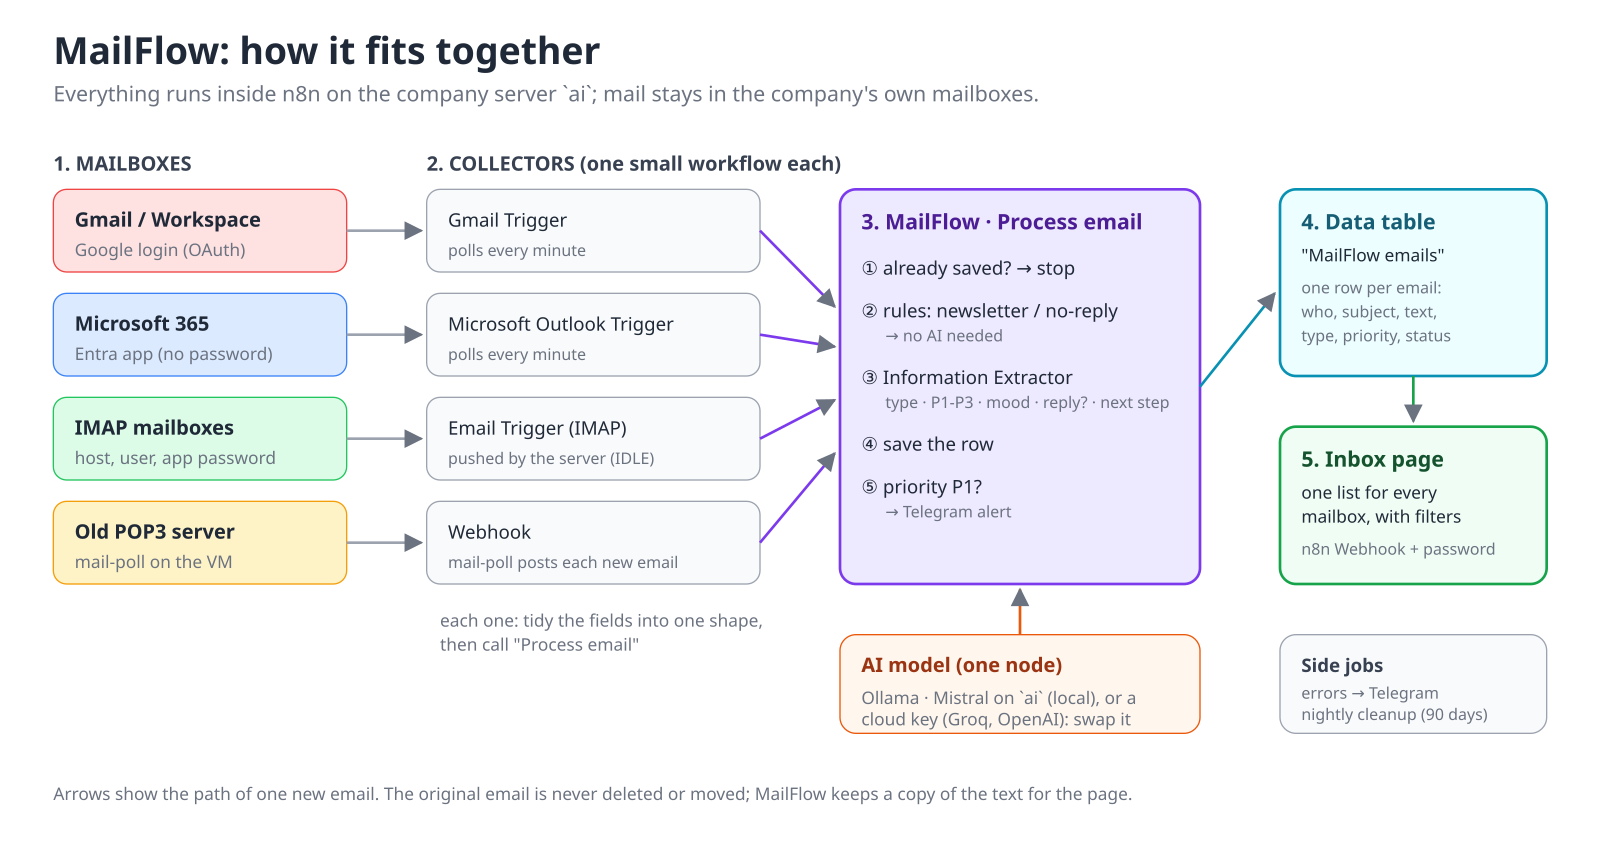 MailFlow: how it fits together
Everything runs inside n8n on the company server `ai`; mail stays in the company's own mailboxes.
1. MAILBOXES
Gmail / Workspace
Google login (OAuth)
Microsoft 365
Entra app (no password)
IMAP mailboxes
host, user, app password
Old POP3 server
mail-poll on the VM
2. COLLECTORS (one small workflow each)
Gmail Trigger
polls every minute
Microsoft Outlook Trigger
polls every minute
Email Trigger (IMAP)
pushed by the server (IDLE)
Webhook
mail-poll posts each new email
each one: tidy the fields into one shape,
then call "Process email"
3. MailFlow · Process email
① already saved? → stop
② rules: newsletter / no-reply
→ no AI needed
③ Information Extractor
type · P1-P3 · mood · reply? · next step
④ save the row
⑤ priority P1?
→ Telegram alert
AI model (one node)
Ollama · Mistral on `ai` (local), or a
cloud key (Groq, OpenAI): swap it
4. Data table
"MailFlow emails"
one row per email:
who, subject, text,
type, priority, status
5. Inbox page
one list for every
mailbox, with filters
n8n Webhook + password
Side jobs
errors → Telegram
nightly cleanup (90 days)
Arrows show the path of one new email. The original email is never deleted or moved; MailFlow keeps a copy of the text for the page.